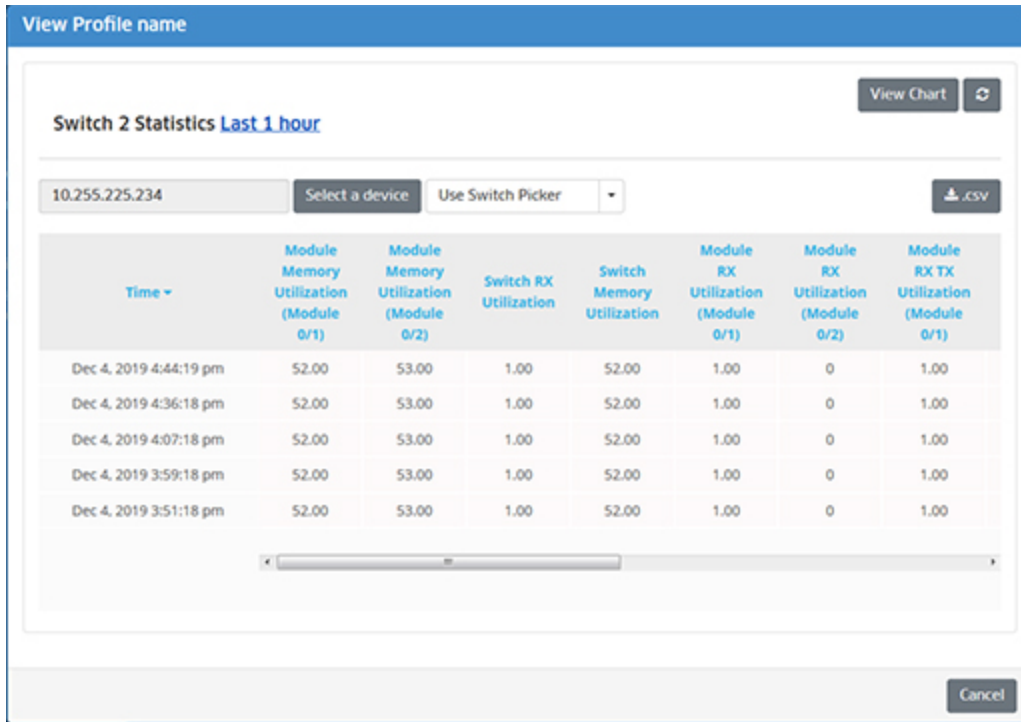 View Profile name
View Chart
Switch 2 Statistics Last 1 hour
10.255.225.234 Select a device Use Switch Picker .csv
Time Module Memory Utilization (Module 0/1) Module Memory Utilization (Module 0/2) Switch RX Utilization Switch Memory Utilization Module RX Utilization (Module 0/1) Module RX Utilization (Module 0/2) Module RX TX Utilization (Module 0/1)
Dec 4, 2019 4:44:19 pm 52.00 53.00 1.00 52.00 1.00 0 1.00
Dec 4, 2019 4:36:18 pm 52.00 53.00 1.00 52.00 1.00 0 1.00
Dec 4, 2019 4:07:18 pm 52.00 53.00 1.00 52.00 1.00 0 1.00
Dec 4, 2019 3:59:18 pm 52.00 53.00 1.00 52.00 1.00 0 1.00
Dec 4, 2019 3:51:18 pm 52.00 53.00 1.00 52.00 1.00 0 1.00
Cancel